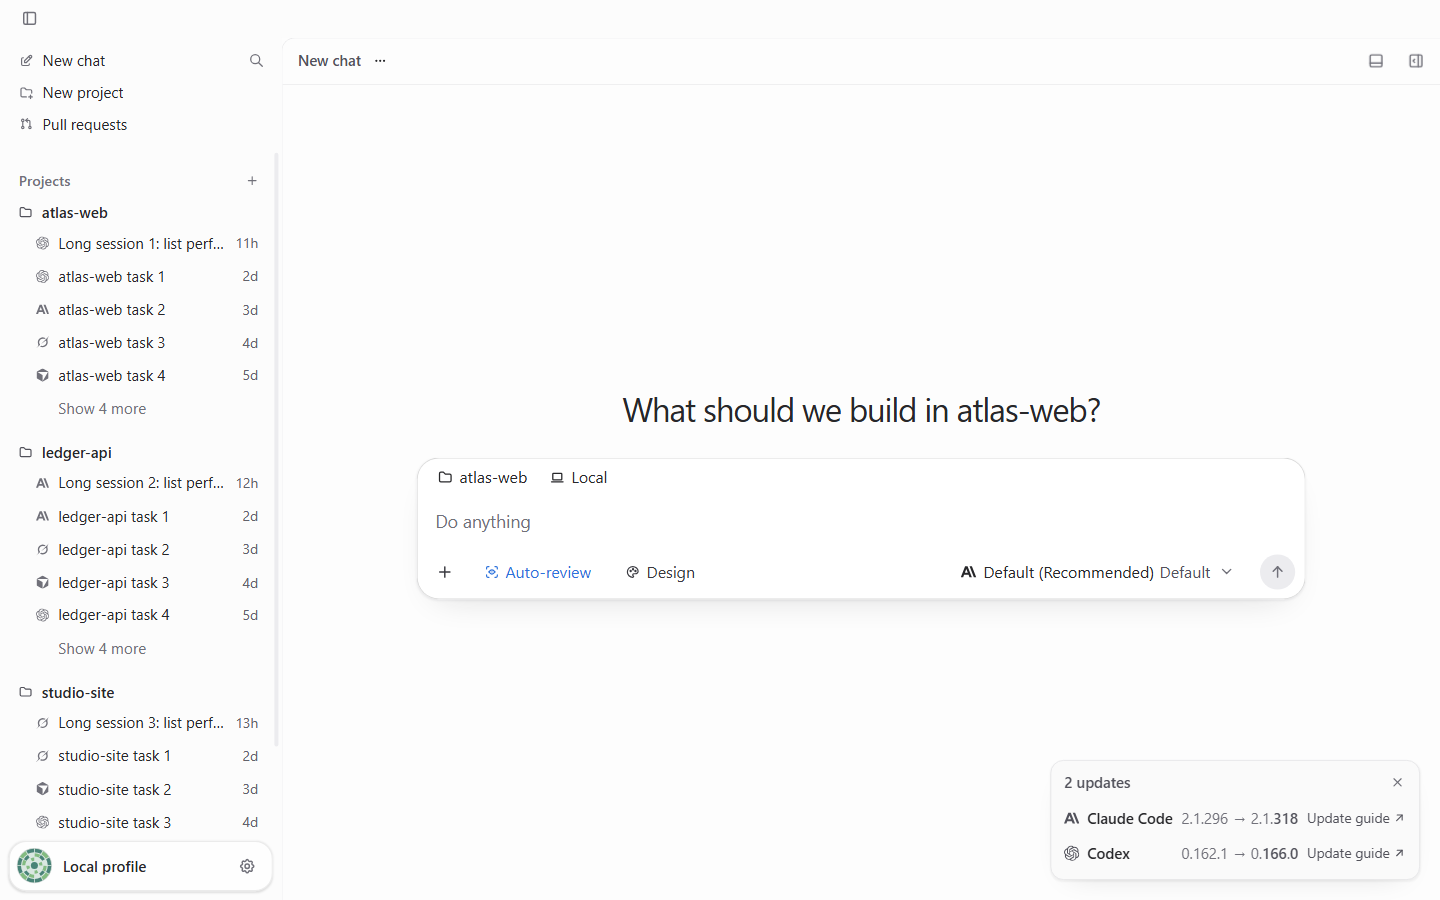 New chat
New project
Pull requests
Projects
atlas-web
Long session 1: list perf... 11h
atlas-web task 1 2d
atlas-web task 2 3d
atlas-web task 3 4d
atlas-web task 4 5d
Show 4 more
ledger-api
Long session 2: list perf... 12h
ledger-api task 1 2d
ledger-api task 2 3d
ledger-api task 3 4d
ledger-api task 4 5d
Show 4 more
studio-site
Long session 3: list perf... 13h
studio-site task 1 2d
studio-site task 2 3d
studio-site task 3 4d
Local profile
New chat ...
What should we build in atlas-web?
atlas-web Local
Do anything
Auto-review Design Default (Recommended) Default
2 updates
Claude Code 2.1.296 → 2.1.318 Update guide ↗
Codex 0.162.1 → 0.166.0 Update guide ↗